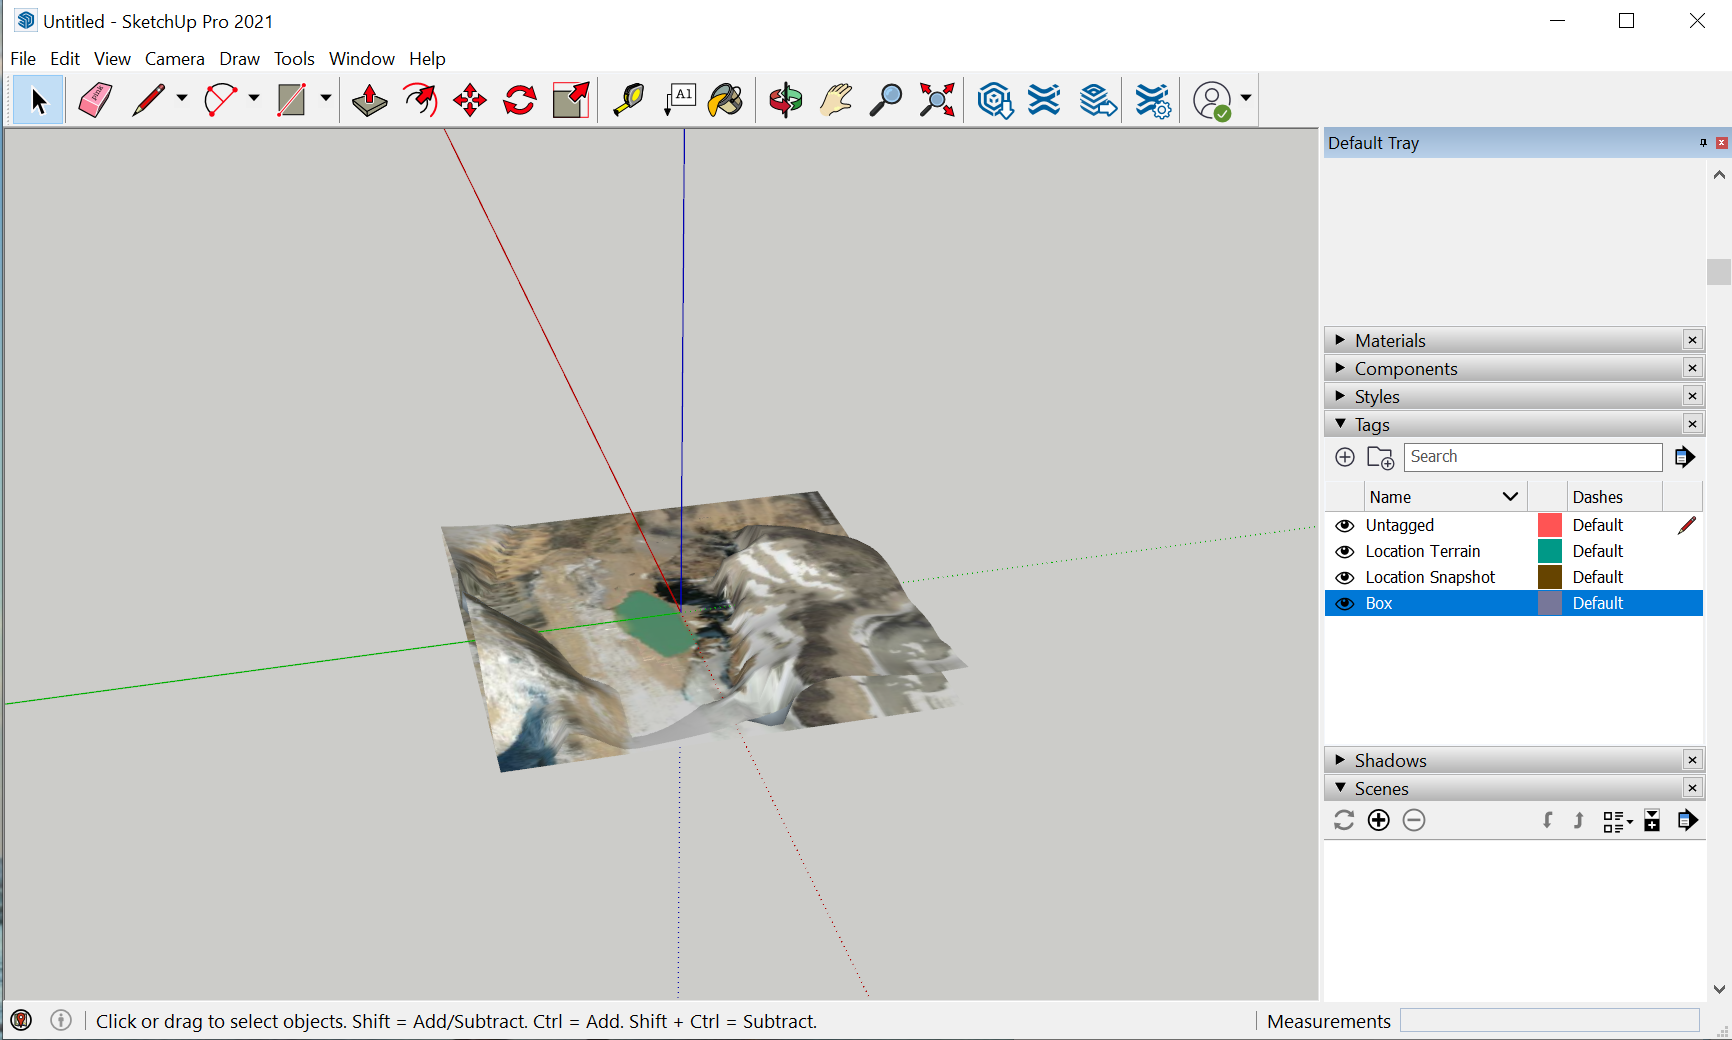 Untitled - SketchUp Pro 2021
File Edit View Camera Draw Tools Window Help
A1
Default Tray
Materials
Components
Styles
Tags
Search
Name Dashes
Untagged Default
Location Terrain Default
Location Snapshot Default
Box Default
Shadows
Scenes
Click or drag to select objects. Shift = Add/Subtract. Ctrl = Add. Shift + Ctrl = Subtract.
Measurements